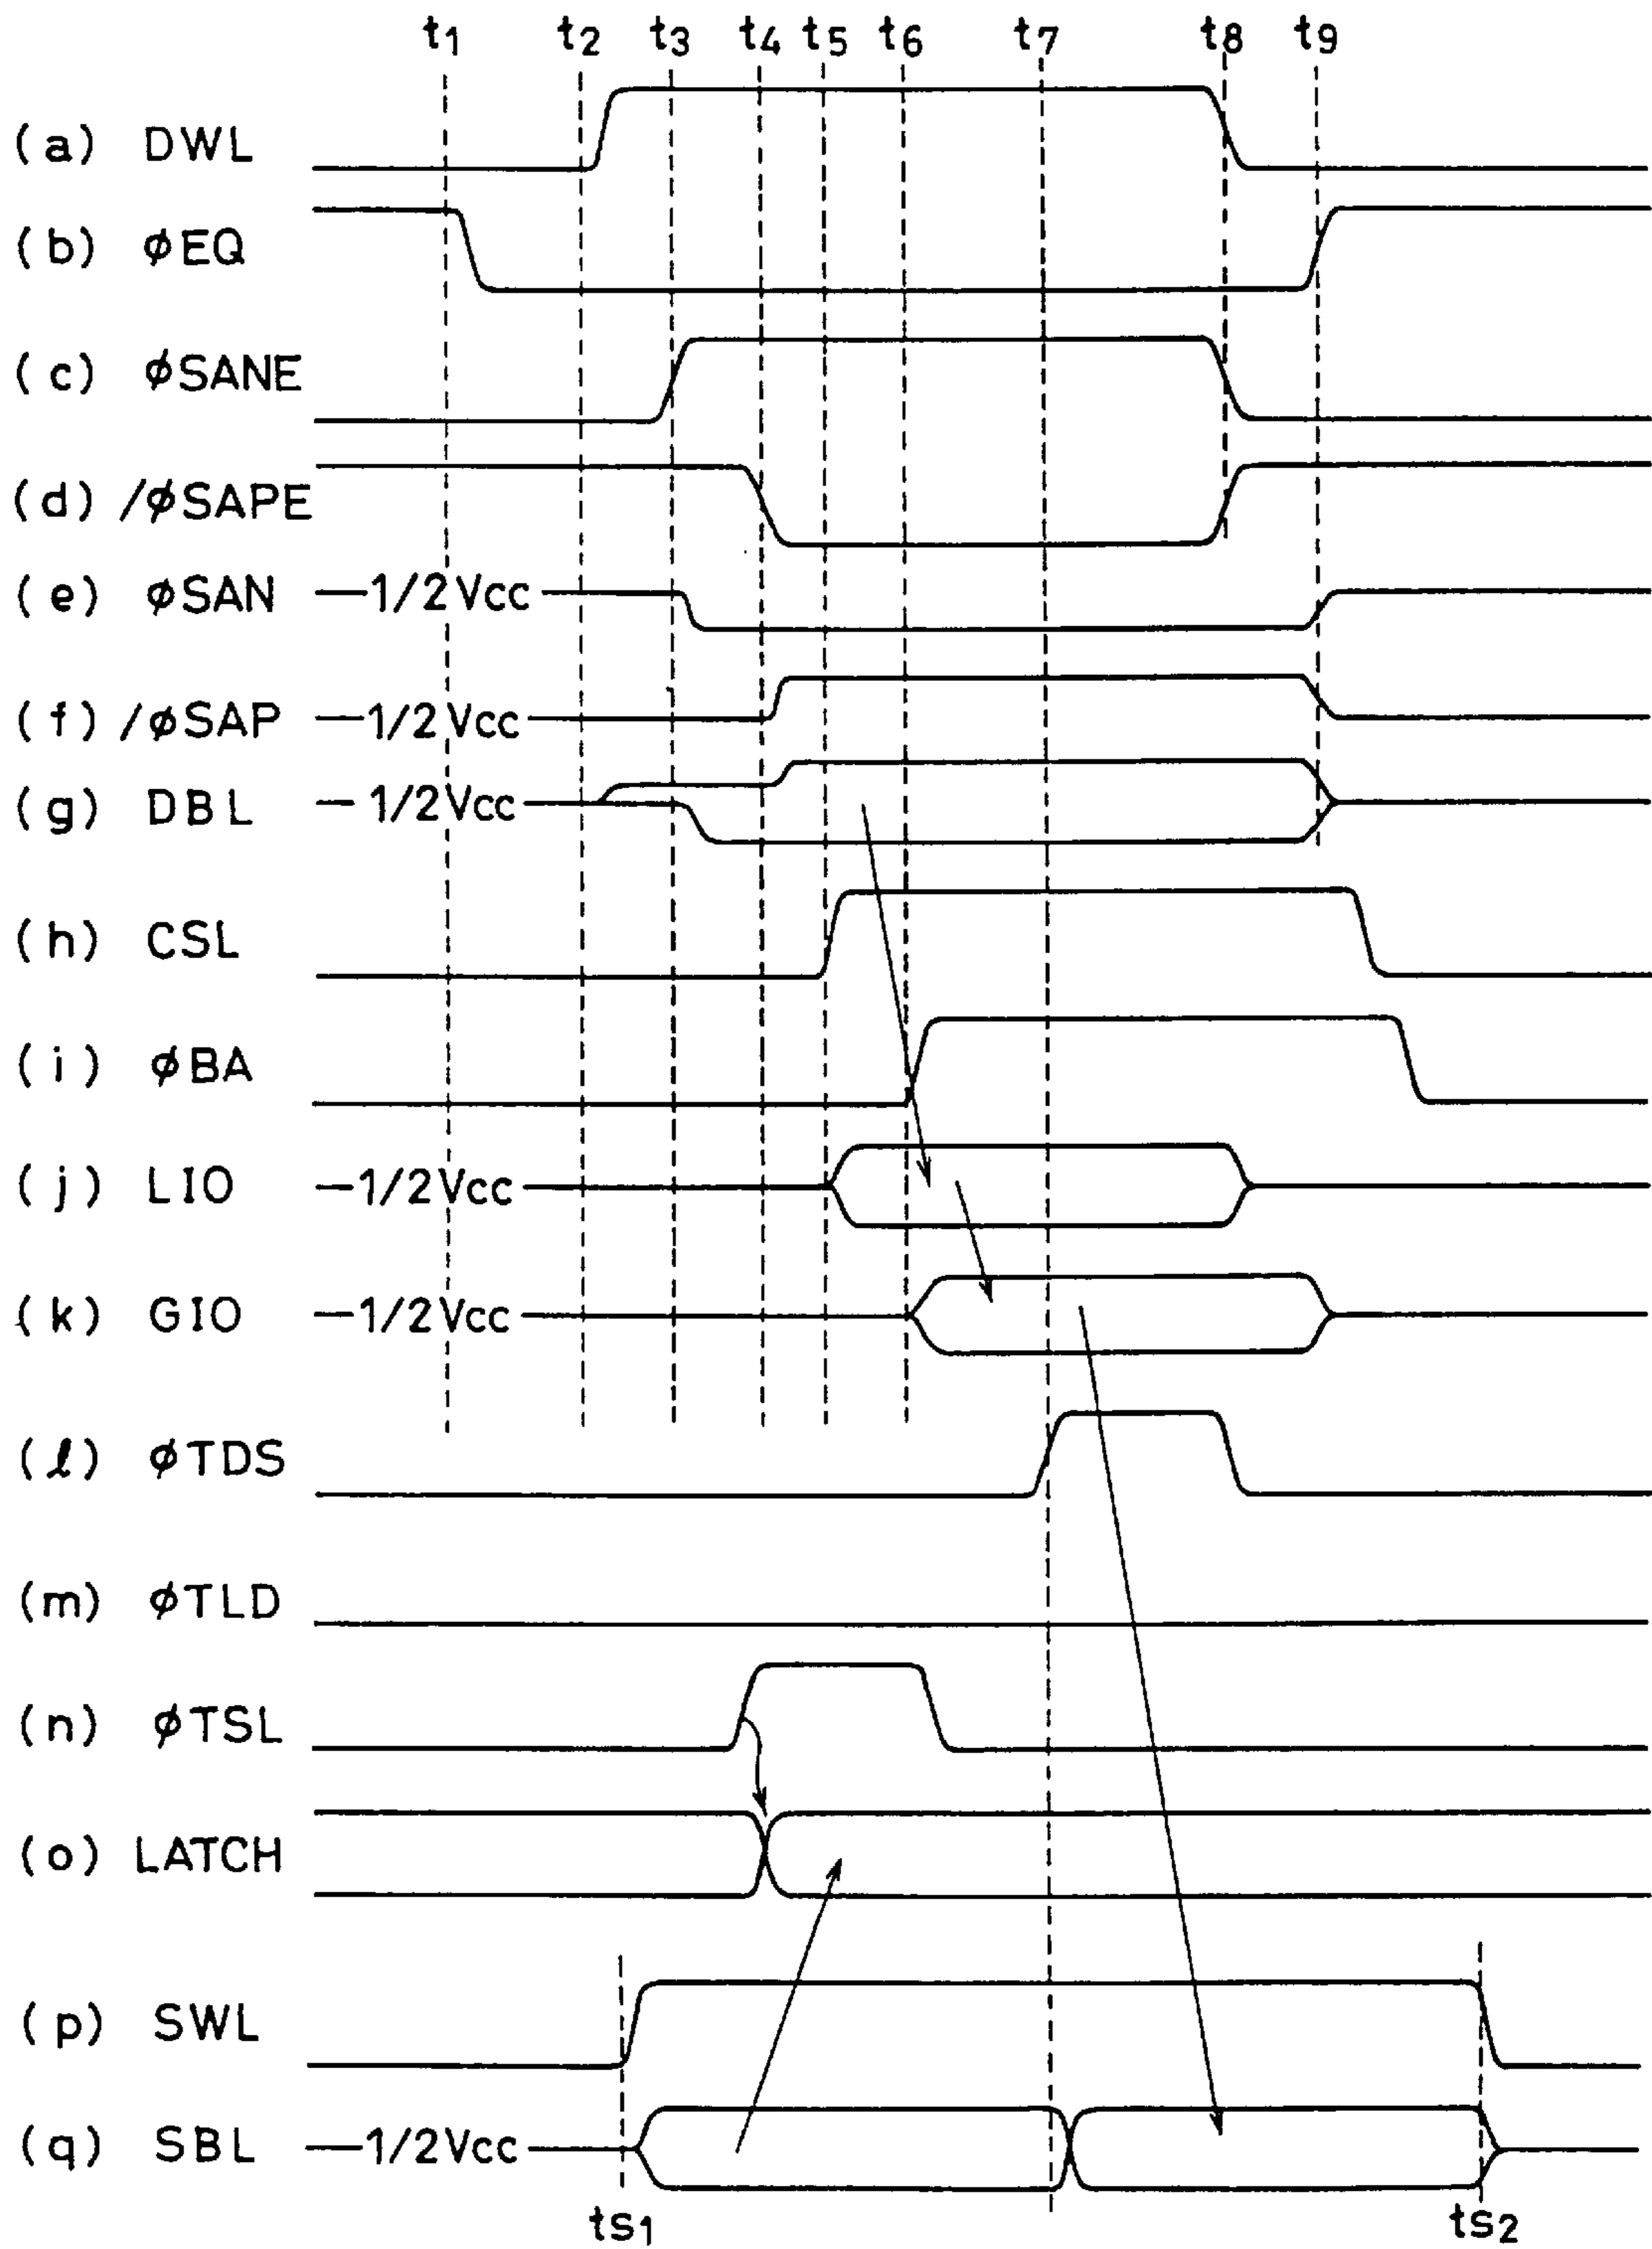 t1 t2 t3 t4 t5 t6 t7 t8 t9
(a) DWL
(b) ϕEQ
(c) ϕSANE
(d) /ϕSAPE
(e) ϕSAN 1/2Vcc
(f) /ϕSAP 1/2Vcc
(g) DBL 1/2Vcc
(h) CSL
(i) ϕBA
(j) LIO 1/2Vcc
(k) GIO 1/2Vcc
(ℓ) ϕTDS
(m) ϕTLD
(n) ϕTSL
(o) LATCH
(p) SWL
(q) SBL 1/2Vcc
ts1 ts2